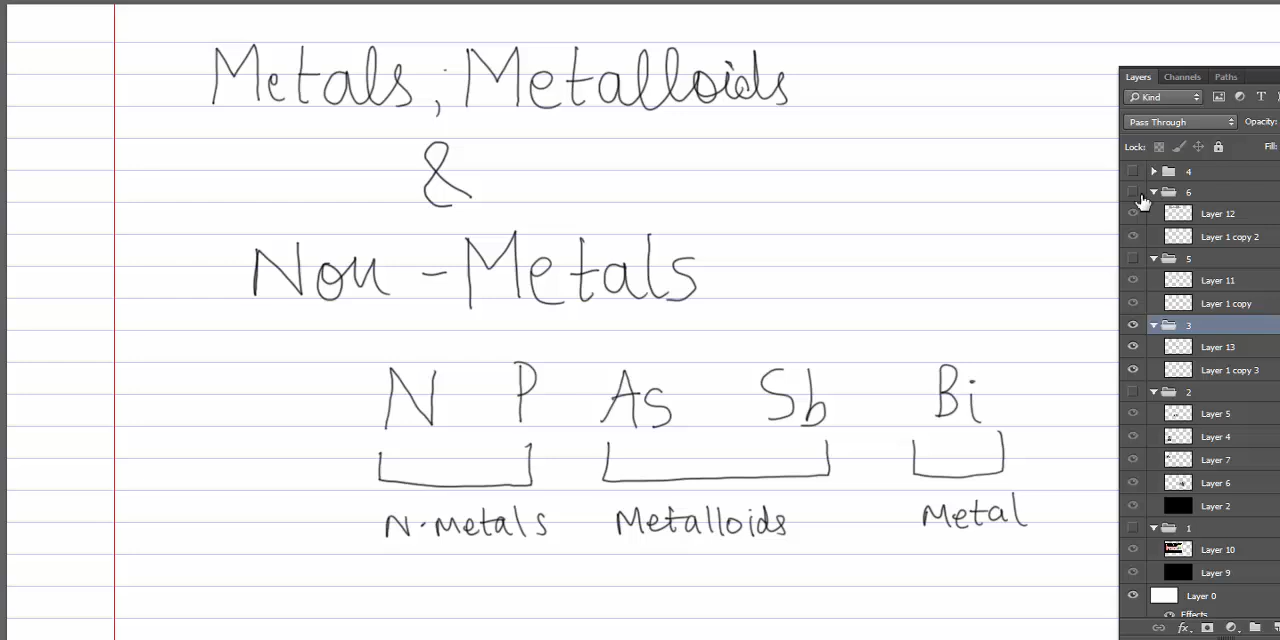 Metals; Metalloids
&
Non - Metals
N P As Sb Bi
N-Metals Metalloids Metal
Layers Channels Paths
Kind T
Pass Through Opacity:
Lock: Fill:
4
6
Layer 12
Layer 1 copy 2
5
Layer 11
Layer 1 copy
3
Layer 13
Layer 1 copy 3
2
Layer 5
Layer 4
Layer 7
Layer 6
Layer 2
1
Layer 10
Layer 9
Layer 0
Effects
fx